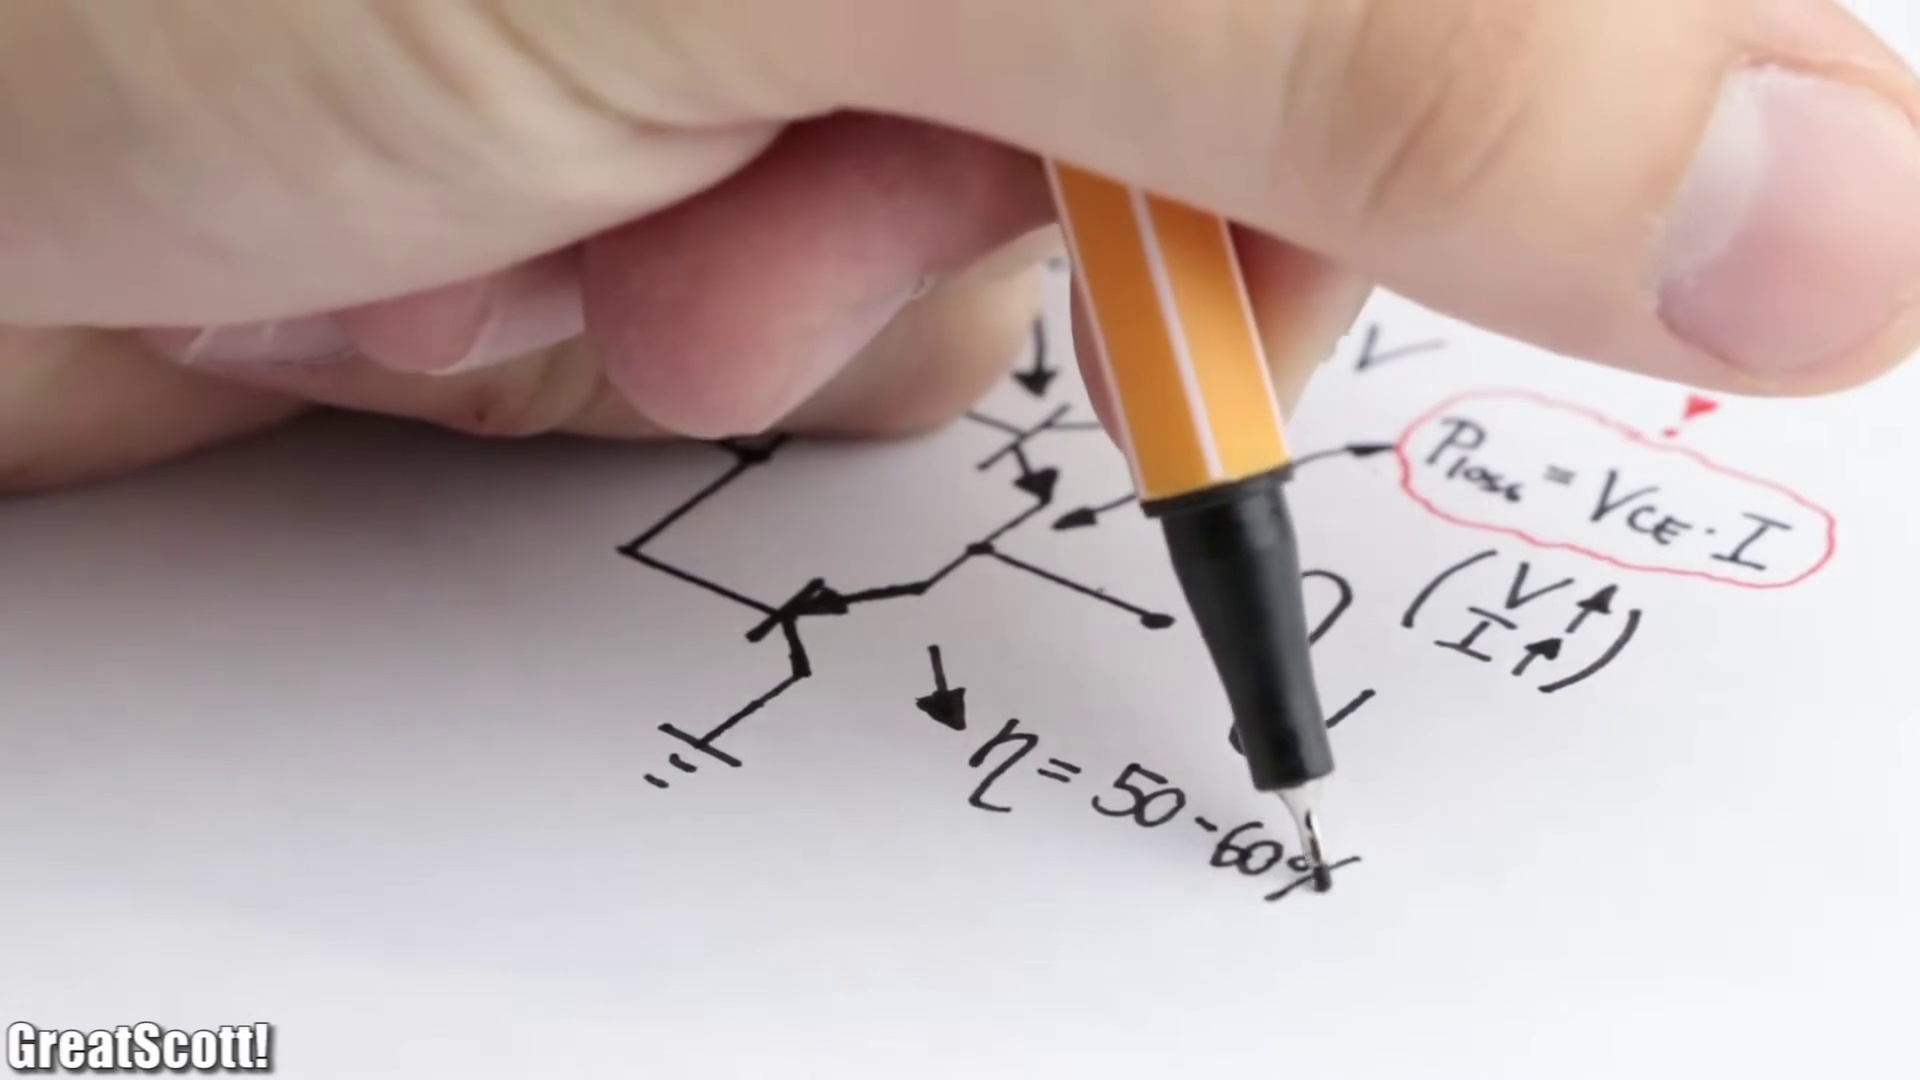 V
Ploss = VCE · I
(V↑
I↑)
η = 50-60%
GreatScott!